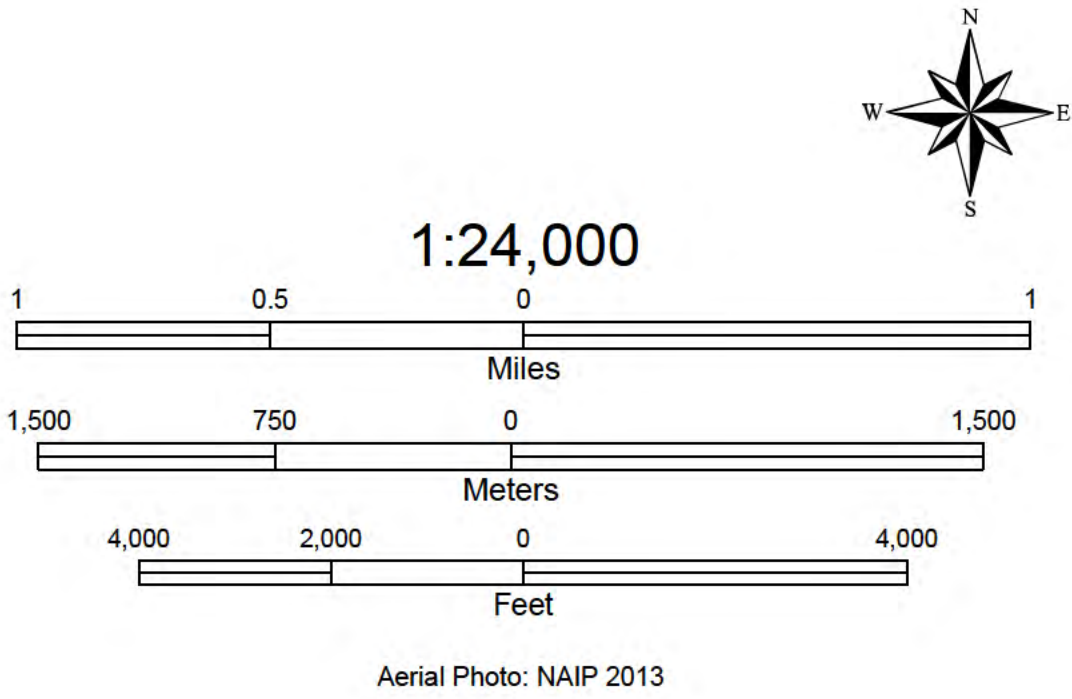 N
W E
S
1:24,000
1 0.5 0 1
Miles
1,500 750 0 1,500
Meters
4,000 2,000 0 4,000
Feet
Aerial Photo: NAIP 2013